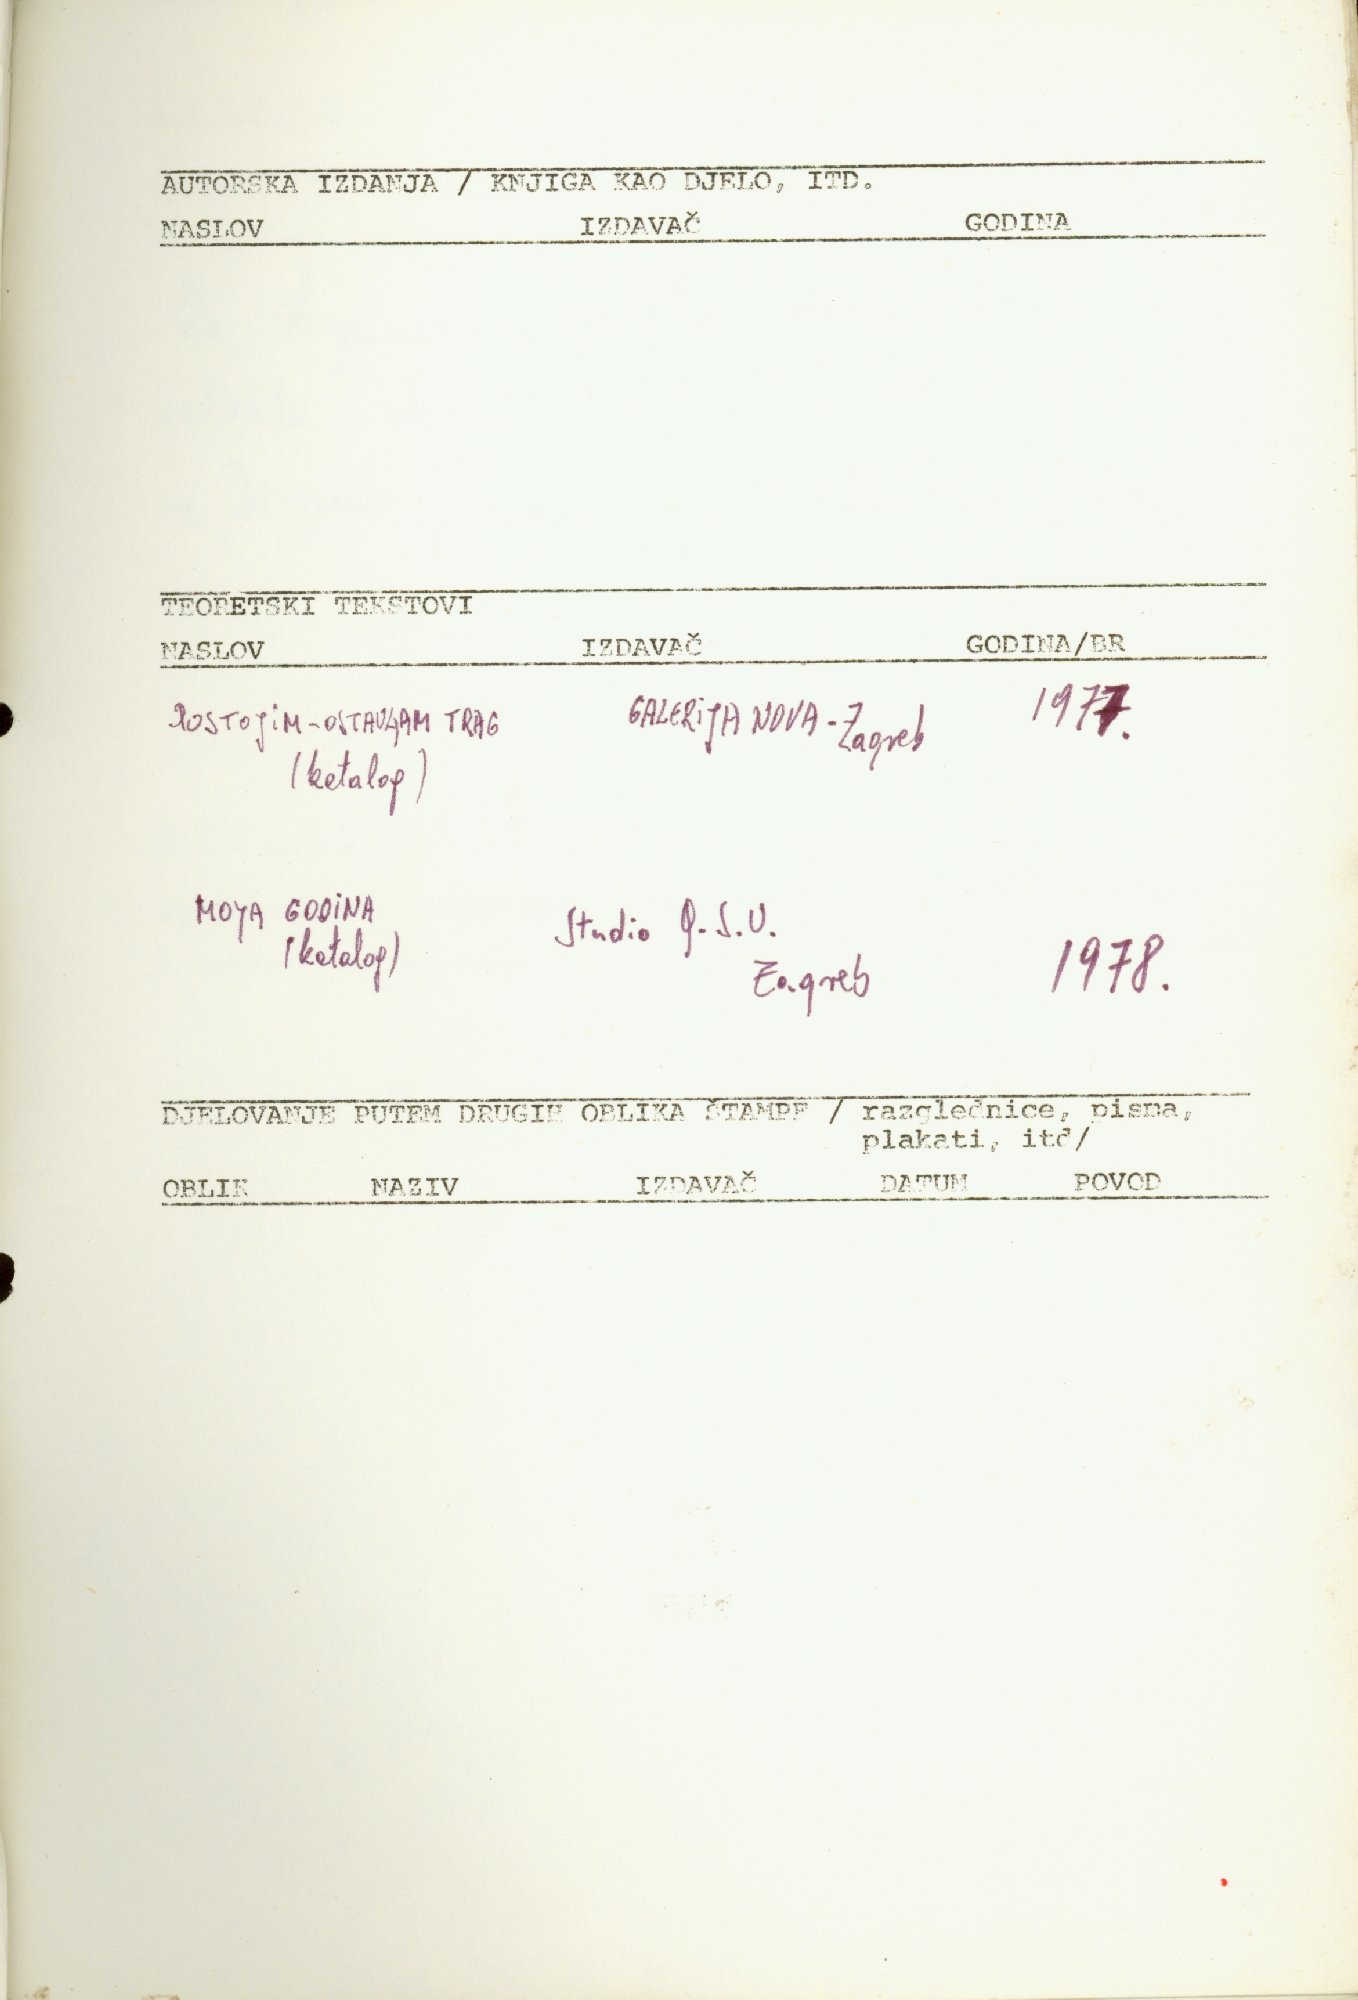 AUTORSKA IZDANJA / KNJIGA KAO DJELO, ITD.
NASLOV IZDAVAČ GODINA
TEORETSKI TEKSTOVI
NASLOV IZDAVAČ GODINA/BR
POSTOJIM-OSTAVLJAM TRAG GALERIJA NOVA - Zagreb 1977.
(katalog)
MOJA GODINA Studio G.S.U. 1978.
(katalog) Zagreb
DJELOVANJE PUTEM DRUGIH OBLIKA ŠTAMPE / razglednice, pisma,
plakati, itd/
OBLIK NAZIV IZDAVAČ DATUM POVOD